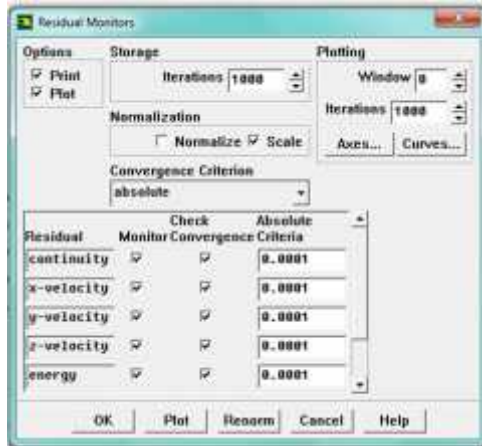 Residual Monitors
Options
Print
Plot
Storage
Iterations 1000
Normalization
Normalize Scale
Convergence Criterion
absolute
Plotting
Window 0
Iterations 1000
Axes... Curves...
Residual Monitor Check Convergence Absolute Criteria
continuity 0.0001
x-velocity 0.0001
y-velocity 0.0001
z-velocity 0.0001
energy 0.0001
OK Plot Renorm Cancel Help